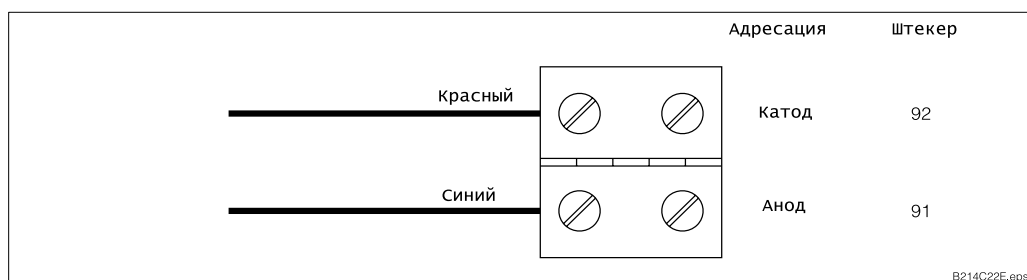 Адресация Штекер
Красный Катод 92
Синий Анод 91
B214C22E.eps